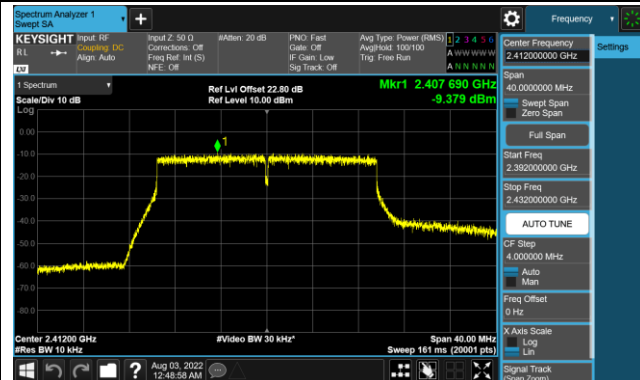 Spectrum Analyzer 1
Swept SA
Frequency
KEYSIGHT
RL
LXI
Input: RF
Coupling: DC
Align: Auto
Input Z: 50 Ω
Corrections: Off
Freq Ref: Int (S)
NFE: Off
#Atten: 20 dB
PNO: Fast
Gate: Off
IF Gain: Low
Sig Track: Off
Avg Type: Power (RMS)
Avg|Hold: 100/100
Trig: Free Run
1 2 3 4 5 6
A W W W W W
A N N N N N
Center Frequency
2.412000000 GHz
Settings
1 Spectrum
Scale/Div 10 dB
Log
Ref Lvl Offset 22.80 dB
Ref Level 10.00 dBm
Mkr1 2.407 690 GHz
-9.379 dBm
Span
40.0000000 MHz
Swept Span
Zero Span
Full Span
Start Freq
2.392000000 GHz
Stop Freq
2.432000000 GHz
AUTO TUNE
CF Step
4.000000 MHz
Auto
Man
Freq Offset
0 Hz
X Axis Scale
Log
Lin
Signal Track
(Span Zoom)
1
0.00
-10.0
-20.0
-30.0
-40.0
-50.0
-60.0
-70.0
-80.0
Center 2.41200 GHz
#Res BW 10 kHz
#Video BW 30 kHz*
Span 40.00 MHz
Sweep 161 ms (20001 pts)
?
Aug 03, 2022
12:48:58 AM